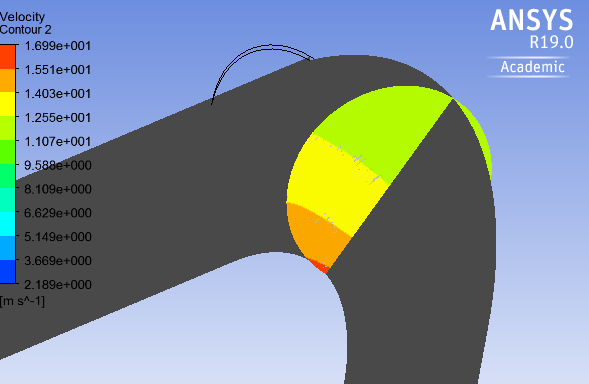 Velocity
Contour 2
1.699e+001
1.551e+001
1.403e+001
1.255e+001
1.107e+001
9.588e+000
8.109e+000
6.629e+000
5.149e+000
3.669e+000
2.189e+000
[m s^-1]
ANSYS
R19.0
Academic